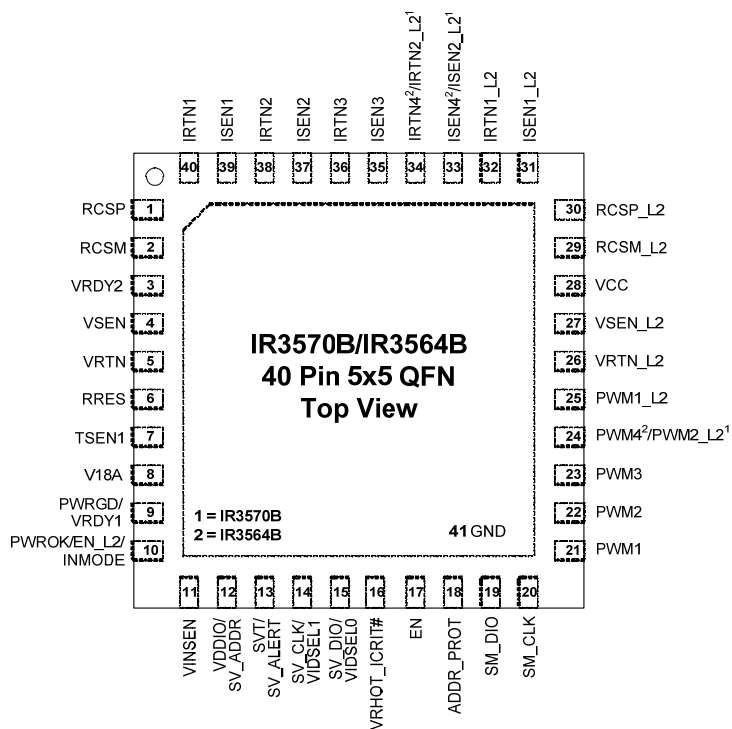 IRTN1
ISEN1
IRTN2
ISEN2
IRTN3
ISEN3
IRTN4²/IRTN2_L2¹
ISEN4²/ISEN2_L2¹
IRTN1_L2
ISEN1_L2
40 39 38 37 36 35 34 33 32 31
RCSP 1
RCSM 2
VRDY2 3
VSEN 4
VRTN 5
RRES 6
TSEN1 7
V18A 8
PWRGD/
VRDY1 9
PWROK/EN_L2/
INMODE 10
IR3570B/IR3564B
40 Pin 5x5 QFN
Top View
1 = IR3570B
2 = IR3564B
41 GND
30 RCSP_L2
29 RCSM_L2
28 VCC
27 VSEN_L2
26 VRTN_L2
25 PWM1_L2
24 PWM4²/PWM2_L2¹
23 PWM3
22 PWM2
21 PWM1
11 12 13 14 15 16 17 18 19 20
VINSEN
VDDIO/
SV_ADDR
SVT/
SV_ALERT
SV_CLK/
VIDSEL1
SV_DIO/
VIDSEL0
VRHOT_ICRIT#
EN
ADDR_PROT
SM_DIO
SM_CLK